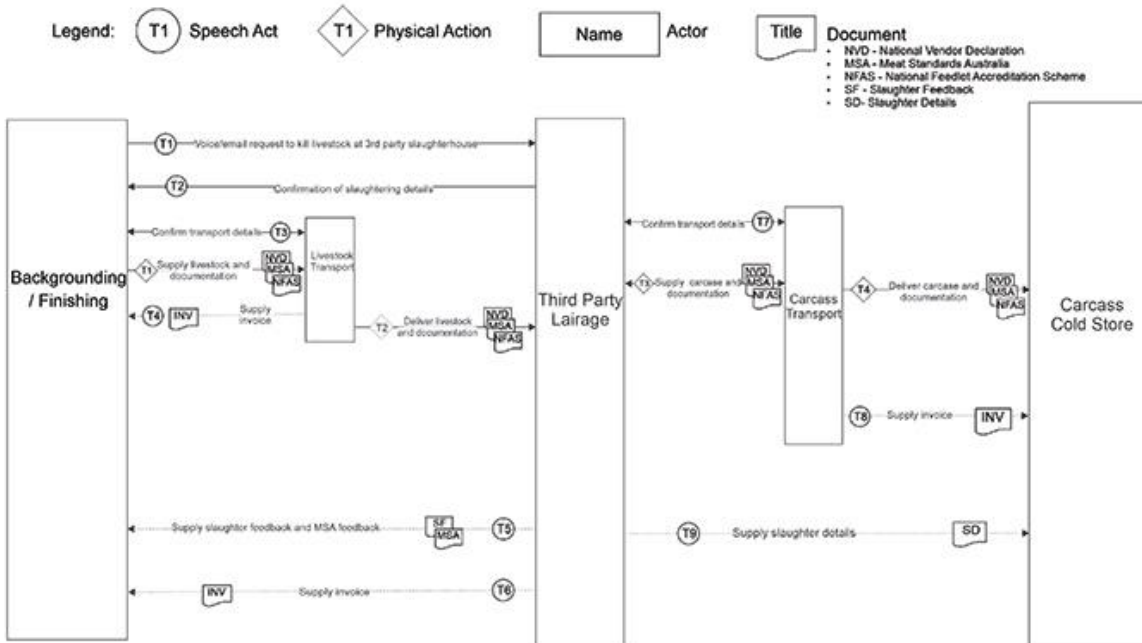 Legend:
T1
Speech Act
T1
Physical Action
Name
Actor
Title
Document
• NVD - National Vendor Declaration
• MSA - Meat Standards Australia
• NFAS - National Feedlot Accreditation Scheme
• SF - Slaughter Feedback
• SD- Slaughter Details
T1
Voice/email request to kill livestock at 3rd party slaughterhouse
T2
Confirmation of slaughtering details
Confirm transport details
T3
Livestock
Transport
T1
Supply livestock and
documentation
NVD
MSA
NFAS
Backgrounding
/ Finishing
T4
INV
Supply
invoice
T2
Deliver livestock
and documentation
NVD
MSA
NFAS
Third Party
Lairage
Confirm transport details
T7
T3
Supply carcase and
documentation
NVD
MSA
NFAS
Carcass
Transport
T4
Deliver carcase and
documentation
NVD
MSA
NFAS
Carcass
Cold Store
T8
Supply invoice
INV
Supply slaughter feedback and MSA feedback
SF
MSA
T5
T9
Supply slaughter details
SD
INV
Supply invoice
T6